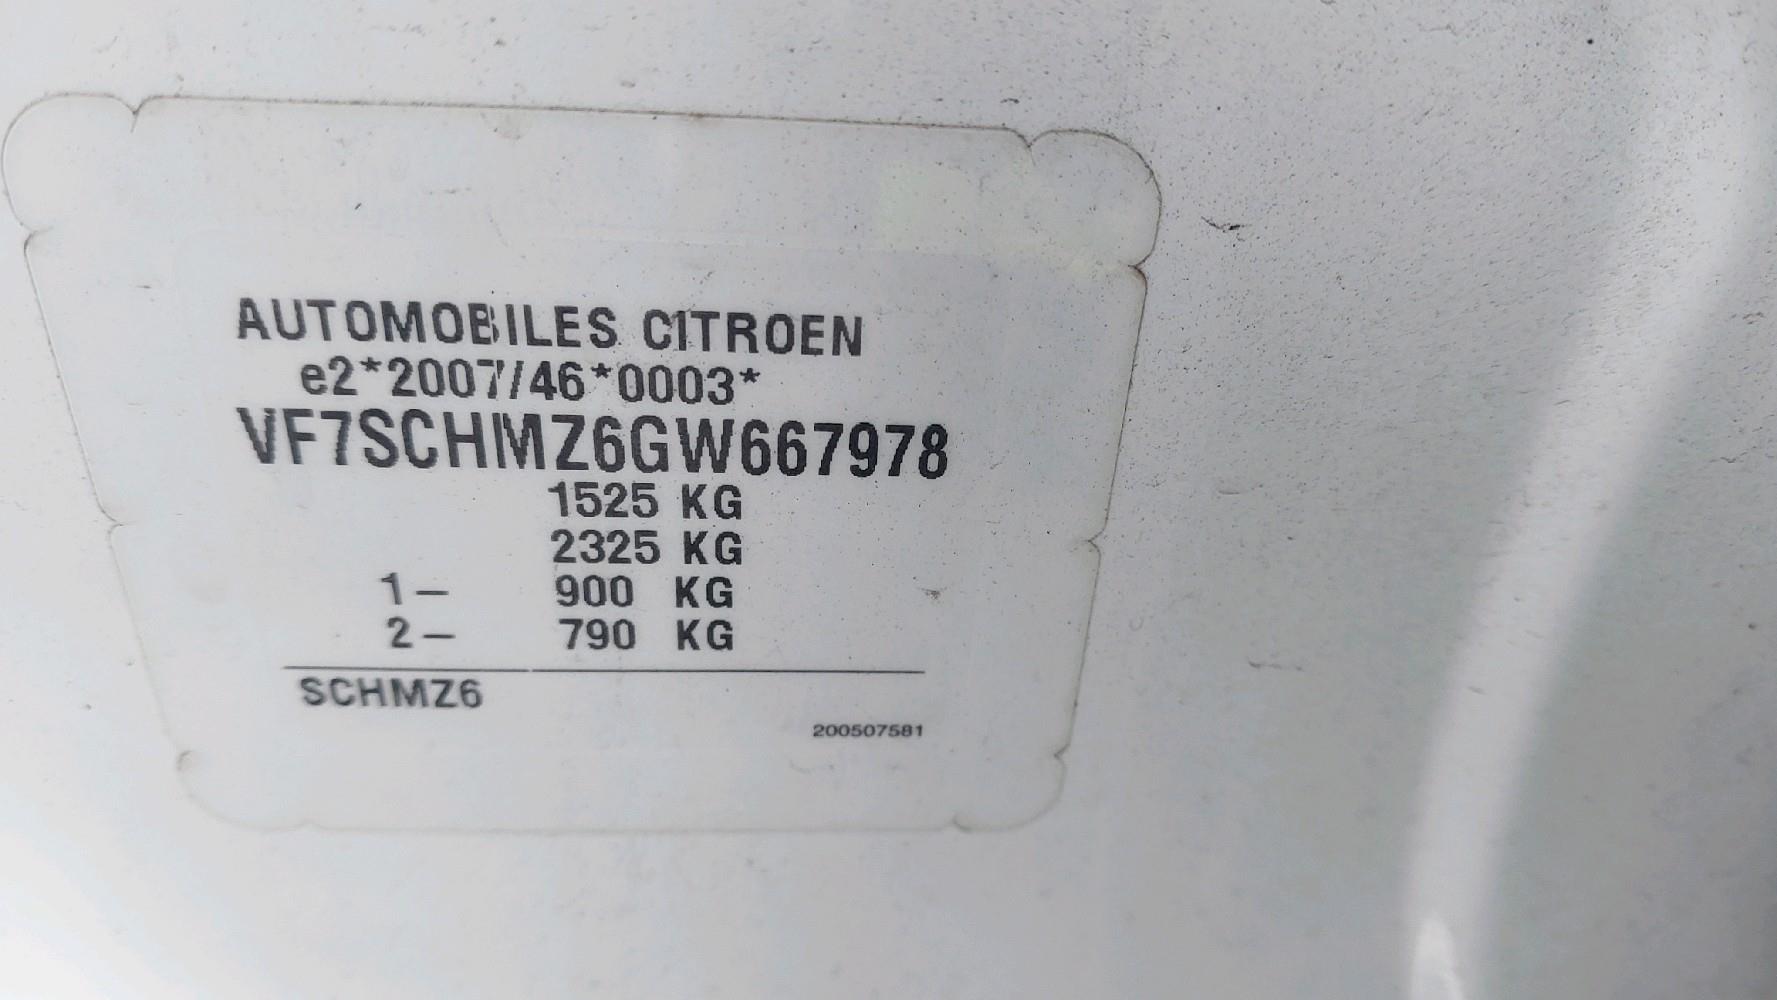 AUTOMOBILES CITROEN
e2*2007/46*0003*
VF7SCHMZ6GW667978
1525 KG
2325 KG
1- 900 KG
2- 790 KG
SCHMZ6
200507581